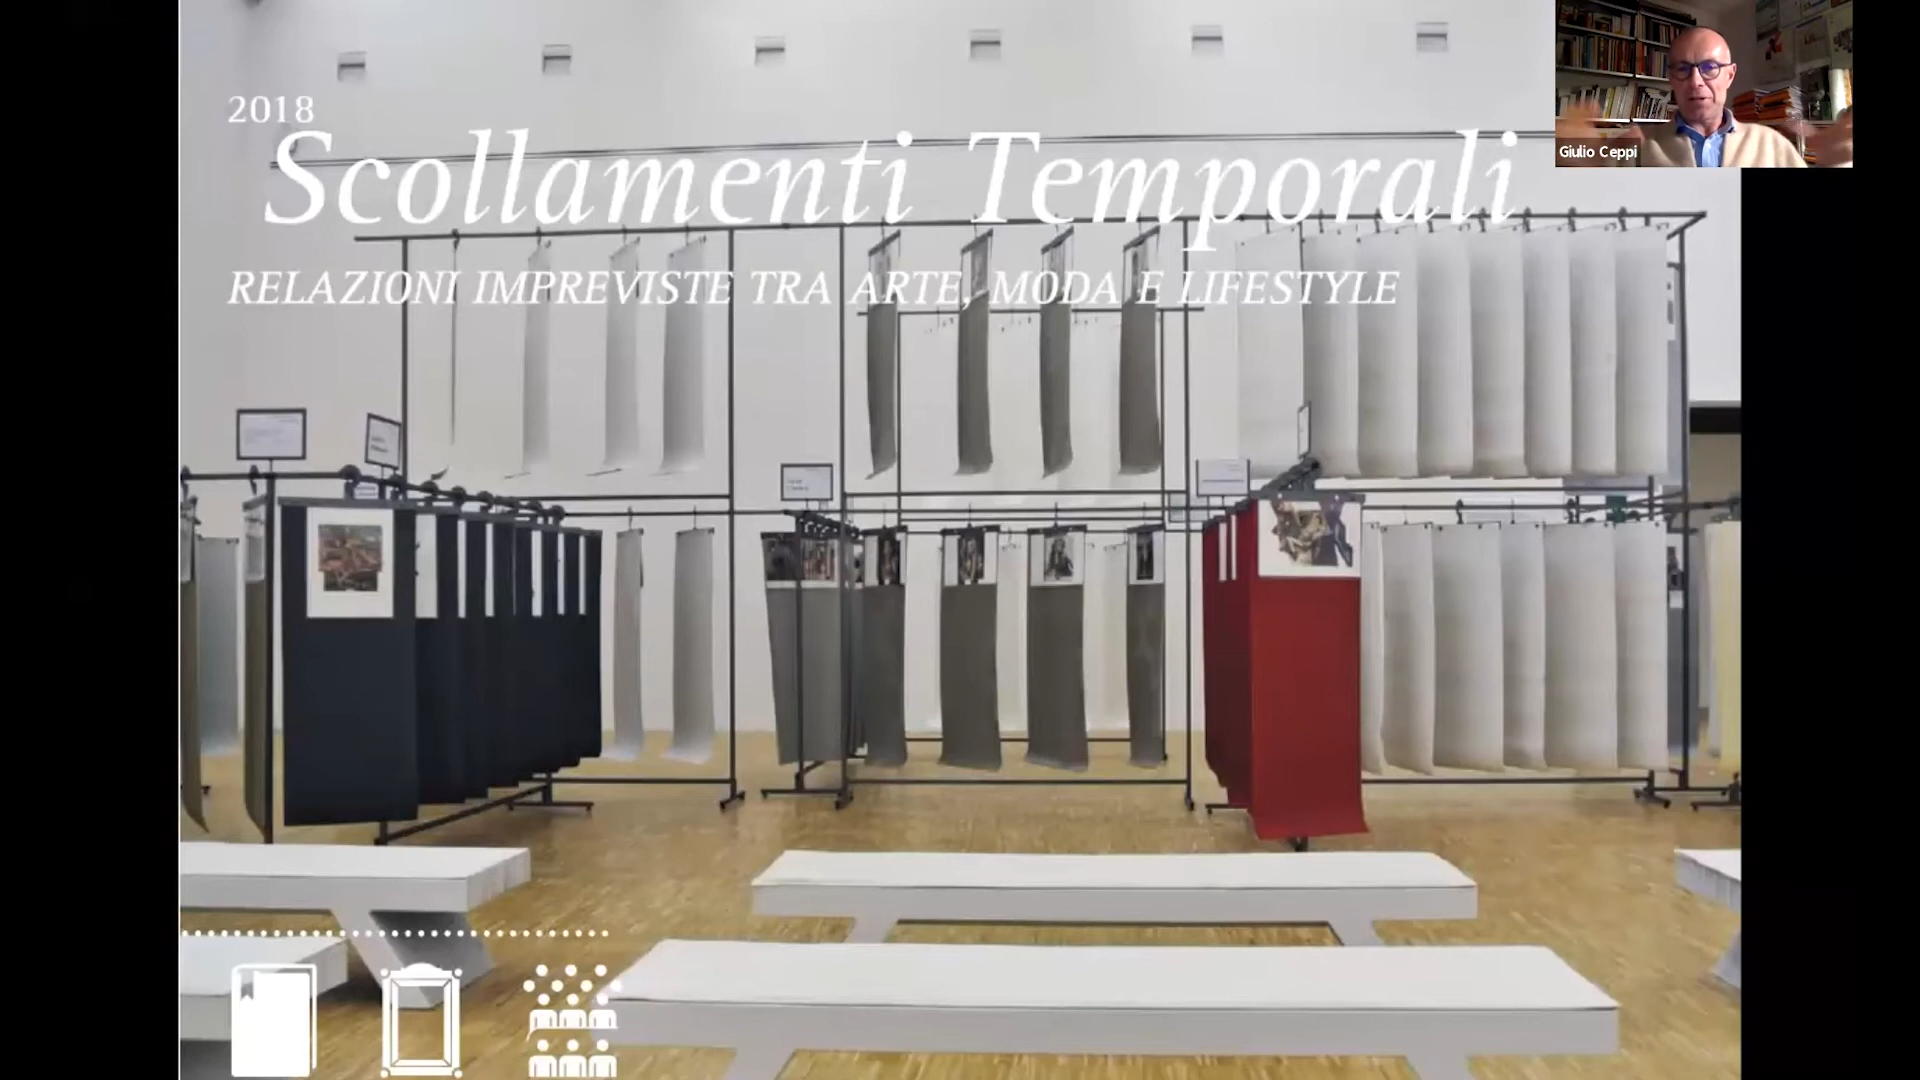 2018
Scollamenti Temporali
RELAZIONI IMPREVISTE TRA ARTE, MODA E LIFESTYLE
Giulio Ceppi